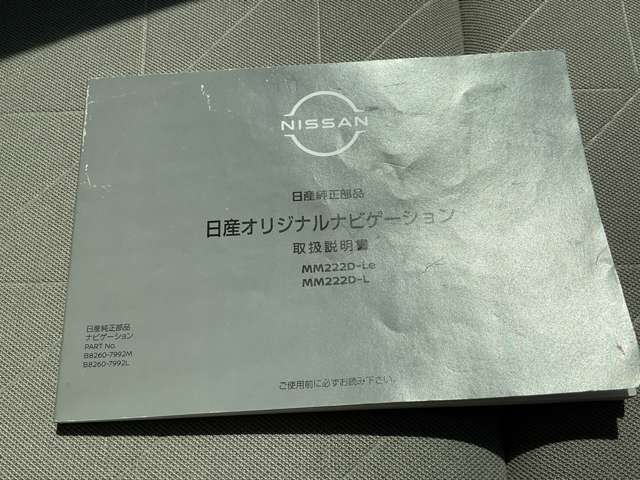 NISSAN
日産純正部品
日産オリジナルナビゲーション
取扱説明書
MM222D-Le
MM222D-L
日産純正部品
ナビゲーション
PART No.
B8260-7992M
B8260-7992L
ご使用前に必ずお読み下さい。